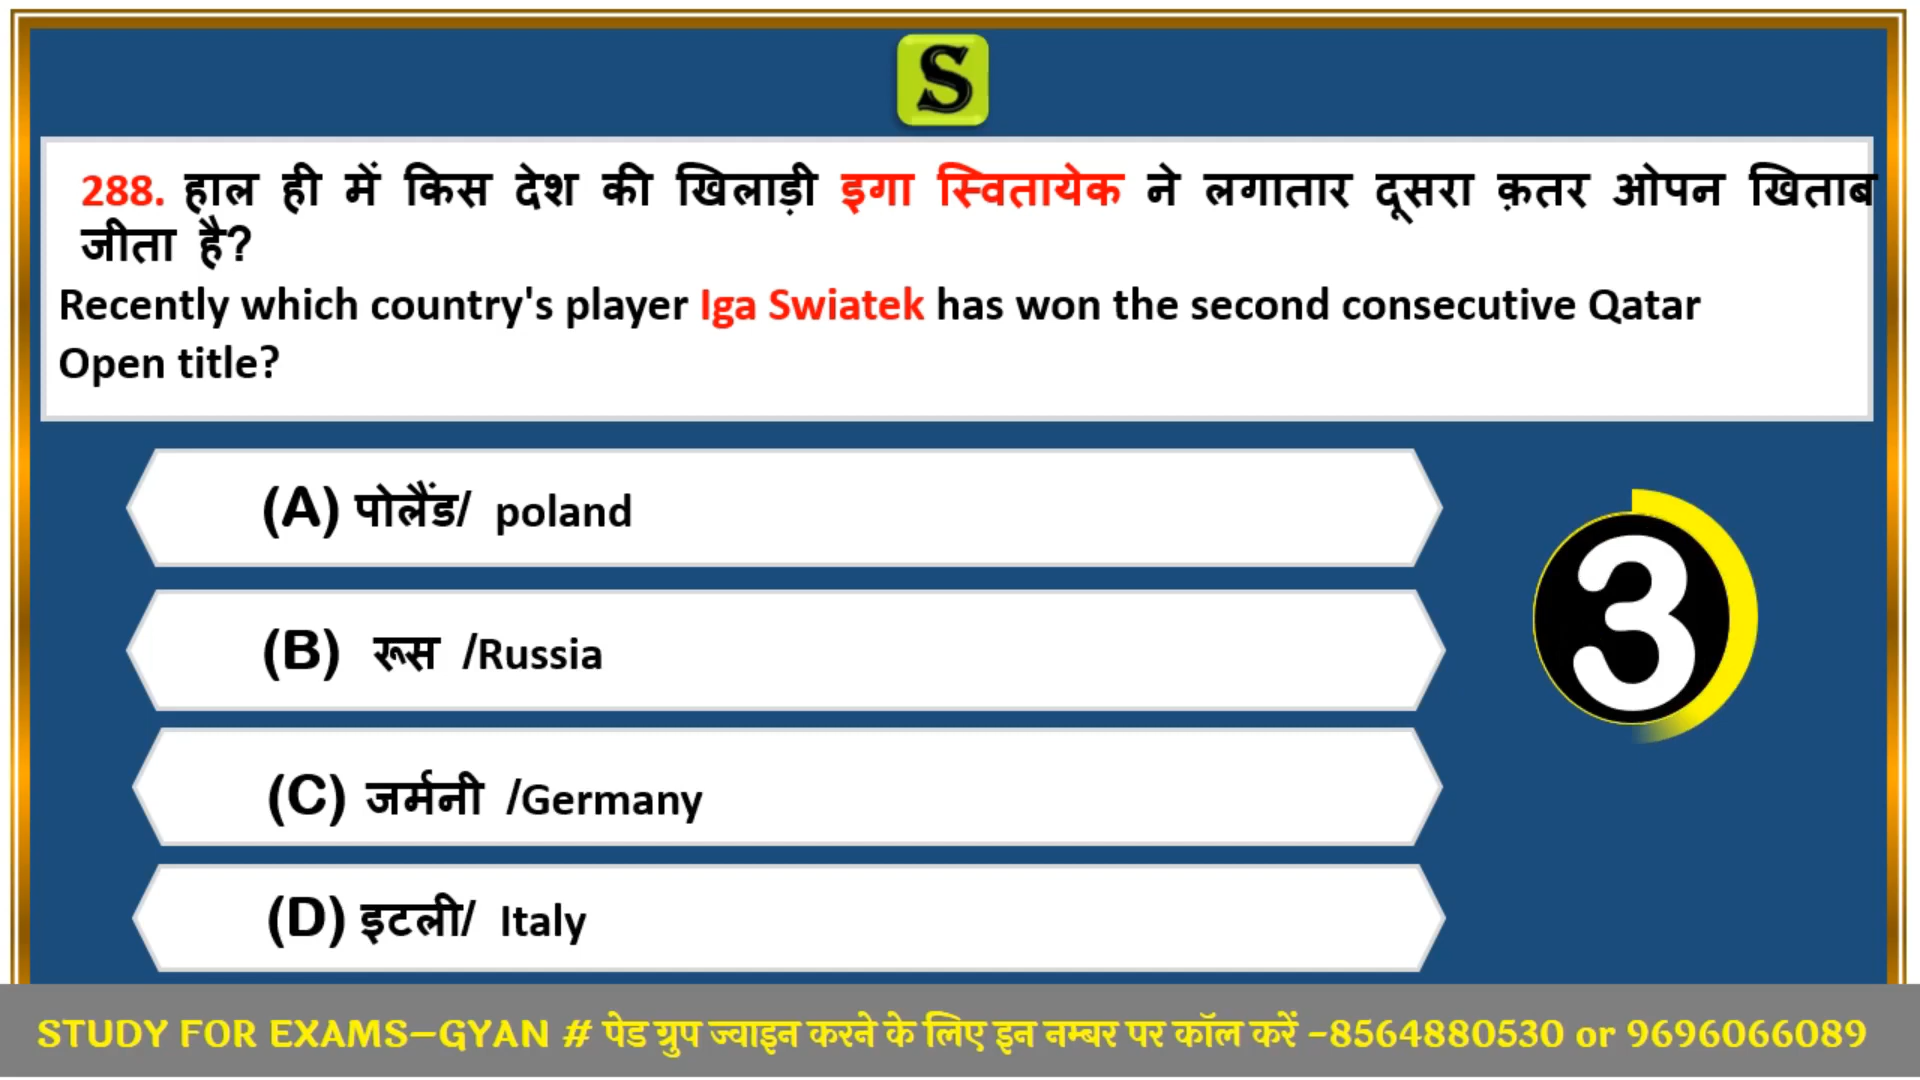 S
288. हाल ही में किस देश की खिलाड़ी इगा स्वितायेक ने लगातार दूसरा क़तर ओपन खिताब
जीता है?
Recently which country's player Iga Swiatek has won the second consecutive Qatar
Open title?
(A) पोलैंड/ poland
(B) रूस /Russia
3
(C) जर्मनी /Germany
(D) इटली/ Italy
STUDY FOR EXAMS–GYAN # पेड ग्रुप ज्वाइन करने के लिए इन नम्बर पर कॉल करें -8564880530 or 9696066089